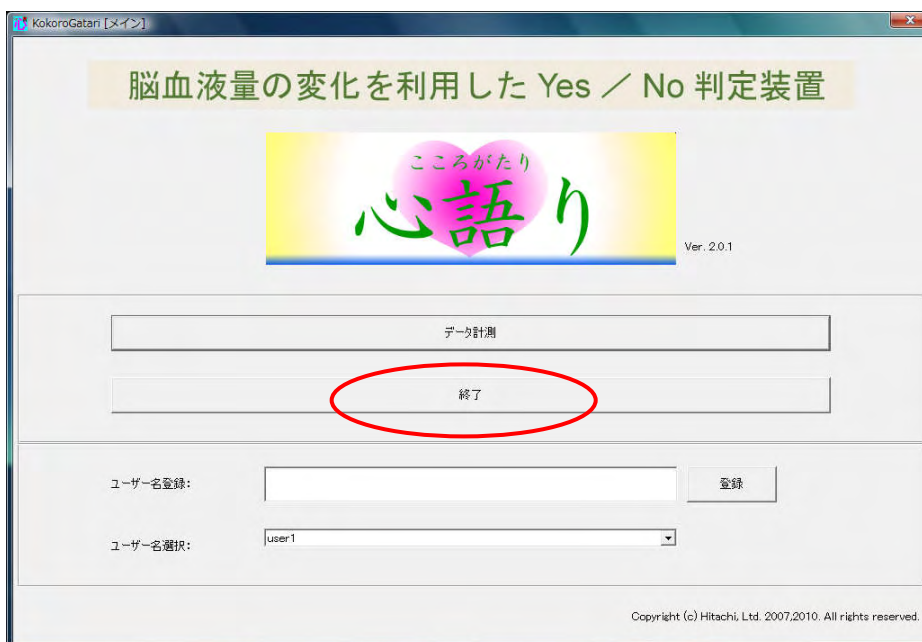 KokoroGatari [メイン]
脳血液量の変化を利用した Yes ／ No 判定装置
こころがたり
心語り
Ver. 2.0.1
データ計測
終了
ユーザー名登録:
登録
ユーザー名選択:
user1
Copyright (c) Hitachi, Ltd. 2007,2010. All rights reserved.